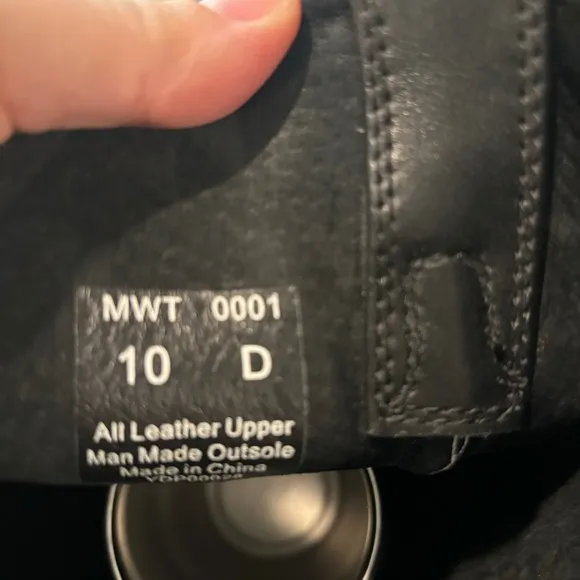 MWT 0001
10 D
All Leather Upper
Man Made Outsole
Made in China